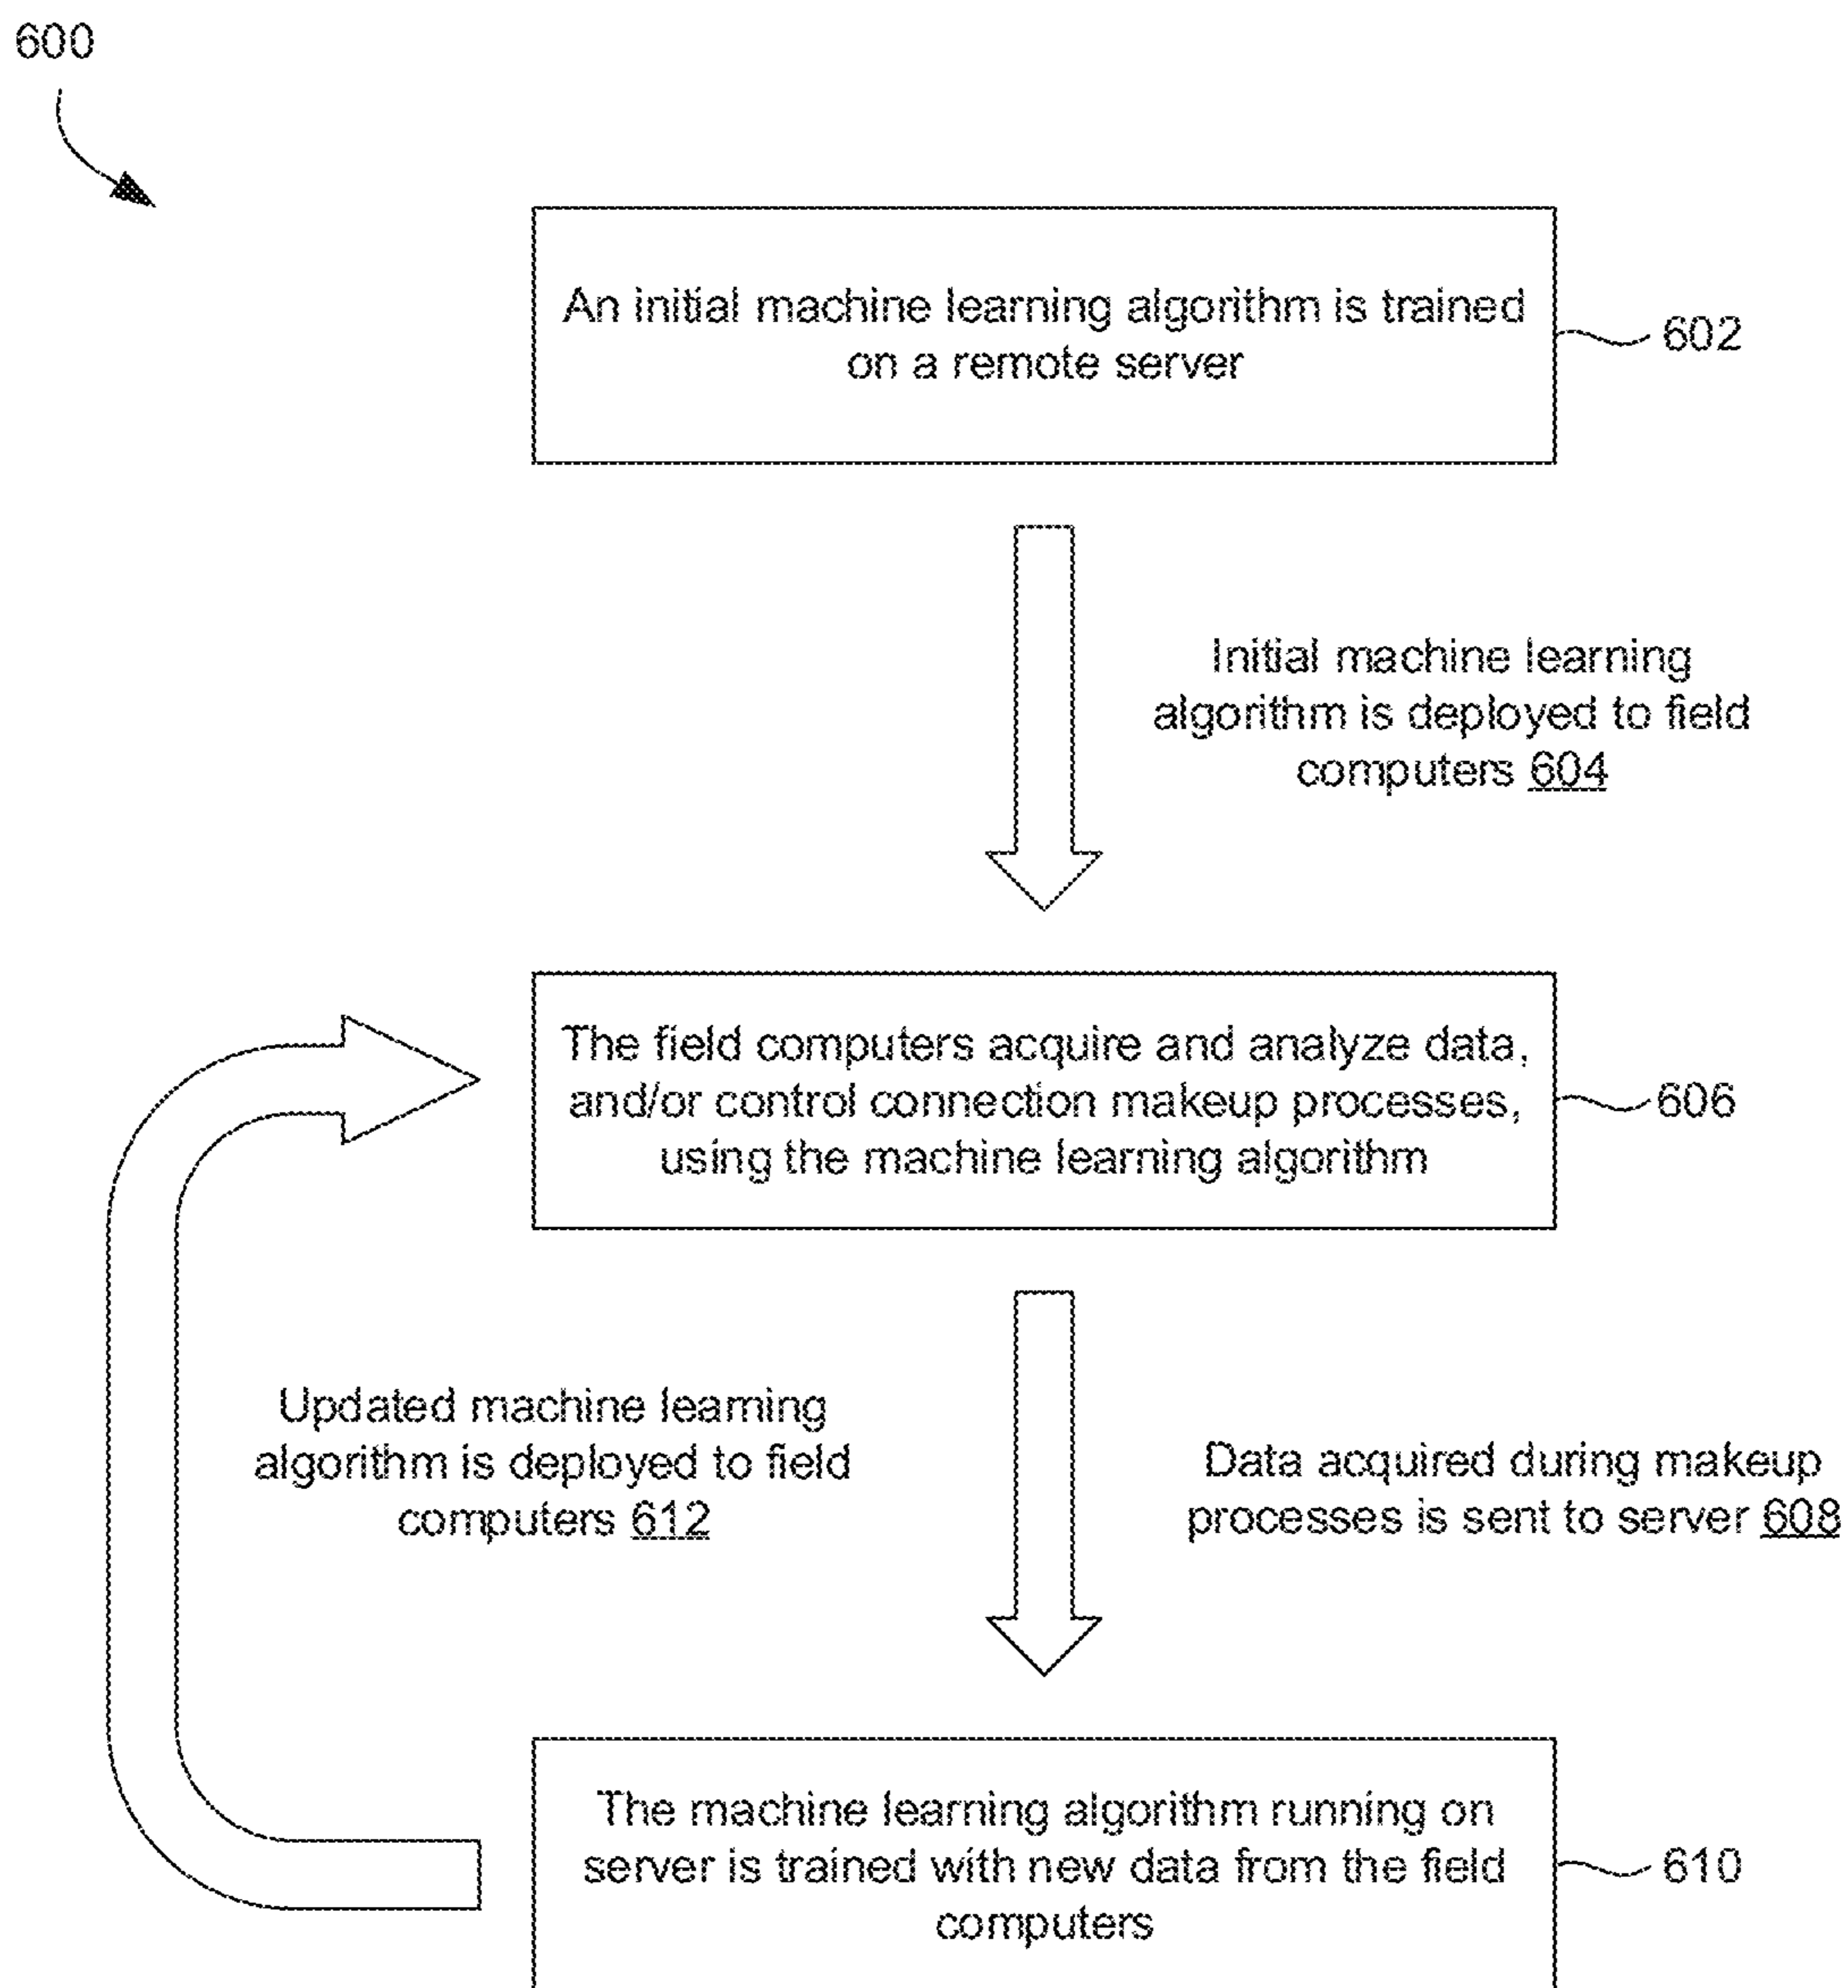 600
An initial machine learning algorithm is trained
on a remote server
602
Initial machine learning
algorithm is deployed to field
computers 604
The field computers acquire and analyze data,
and/or control connection makeup processes,
using the machine learning algorithm
606
Updated machine learning
algorithm is deployed to field
computers 612
Data acquired during makeup
processes is sent to server 608
The machine learning algorithm running on
server is trained with new data from the field
computers
610